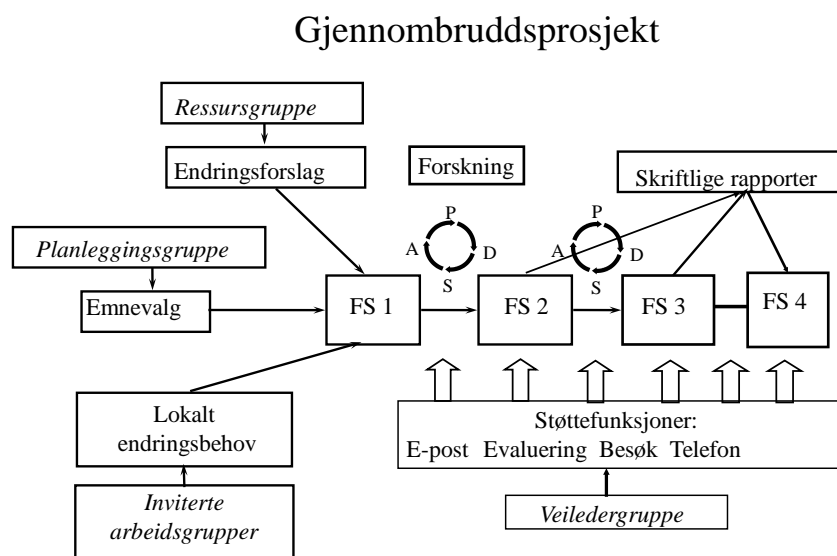 Gjennombruddsprosjekt
Ressursgruppe
Endringsforslag
Forskning
Skriftlige rapporter
Planleggingsgruppe
Emnevalg
P
A
D
S
P
A
D
S
FS 1
FS 2
FS 3
FS 4
Lokalt
endringsbehov
Inviterte
arbeidsgrupper
Støttefunksjoner:
E-post Evaluering Besøk Telefon
Veiledergruppe